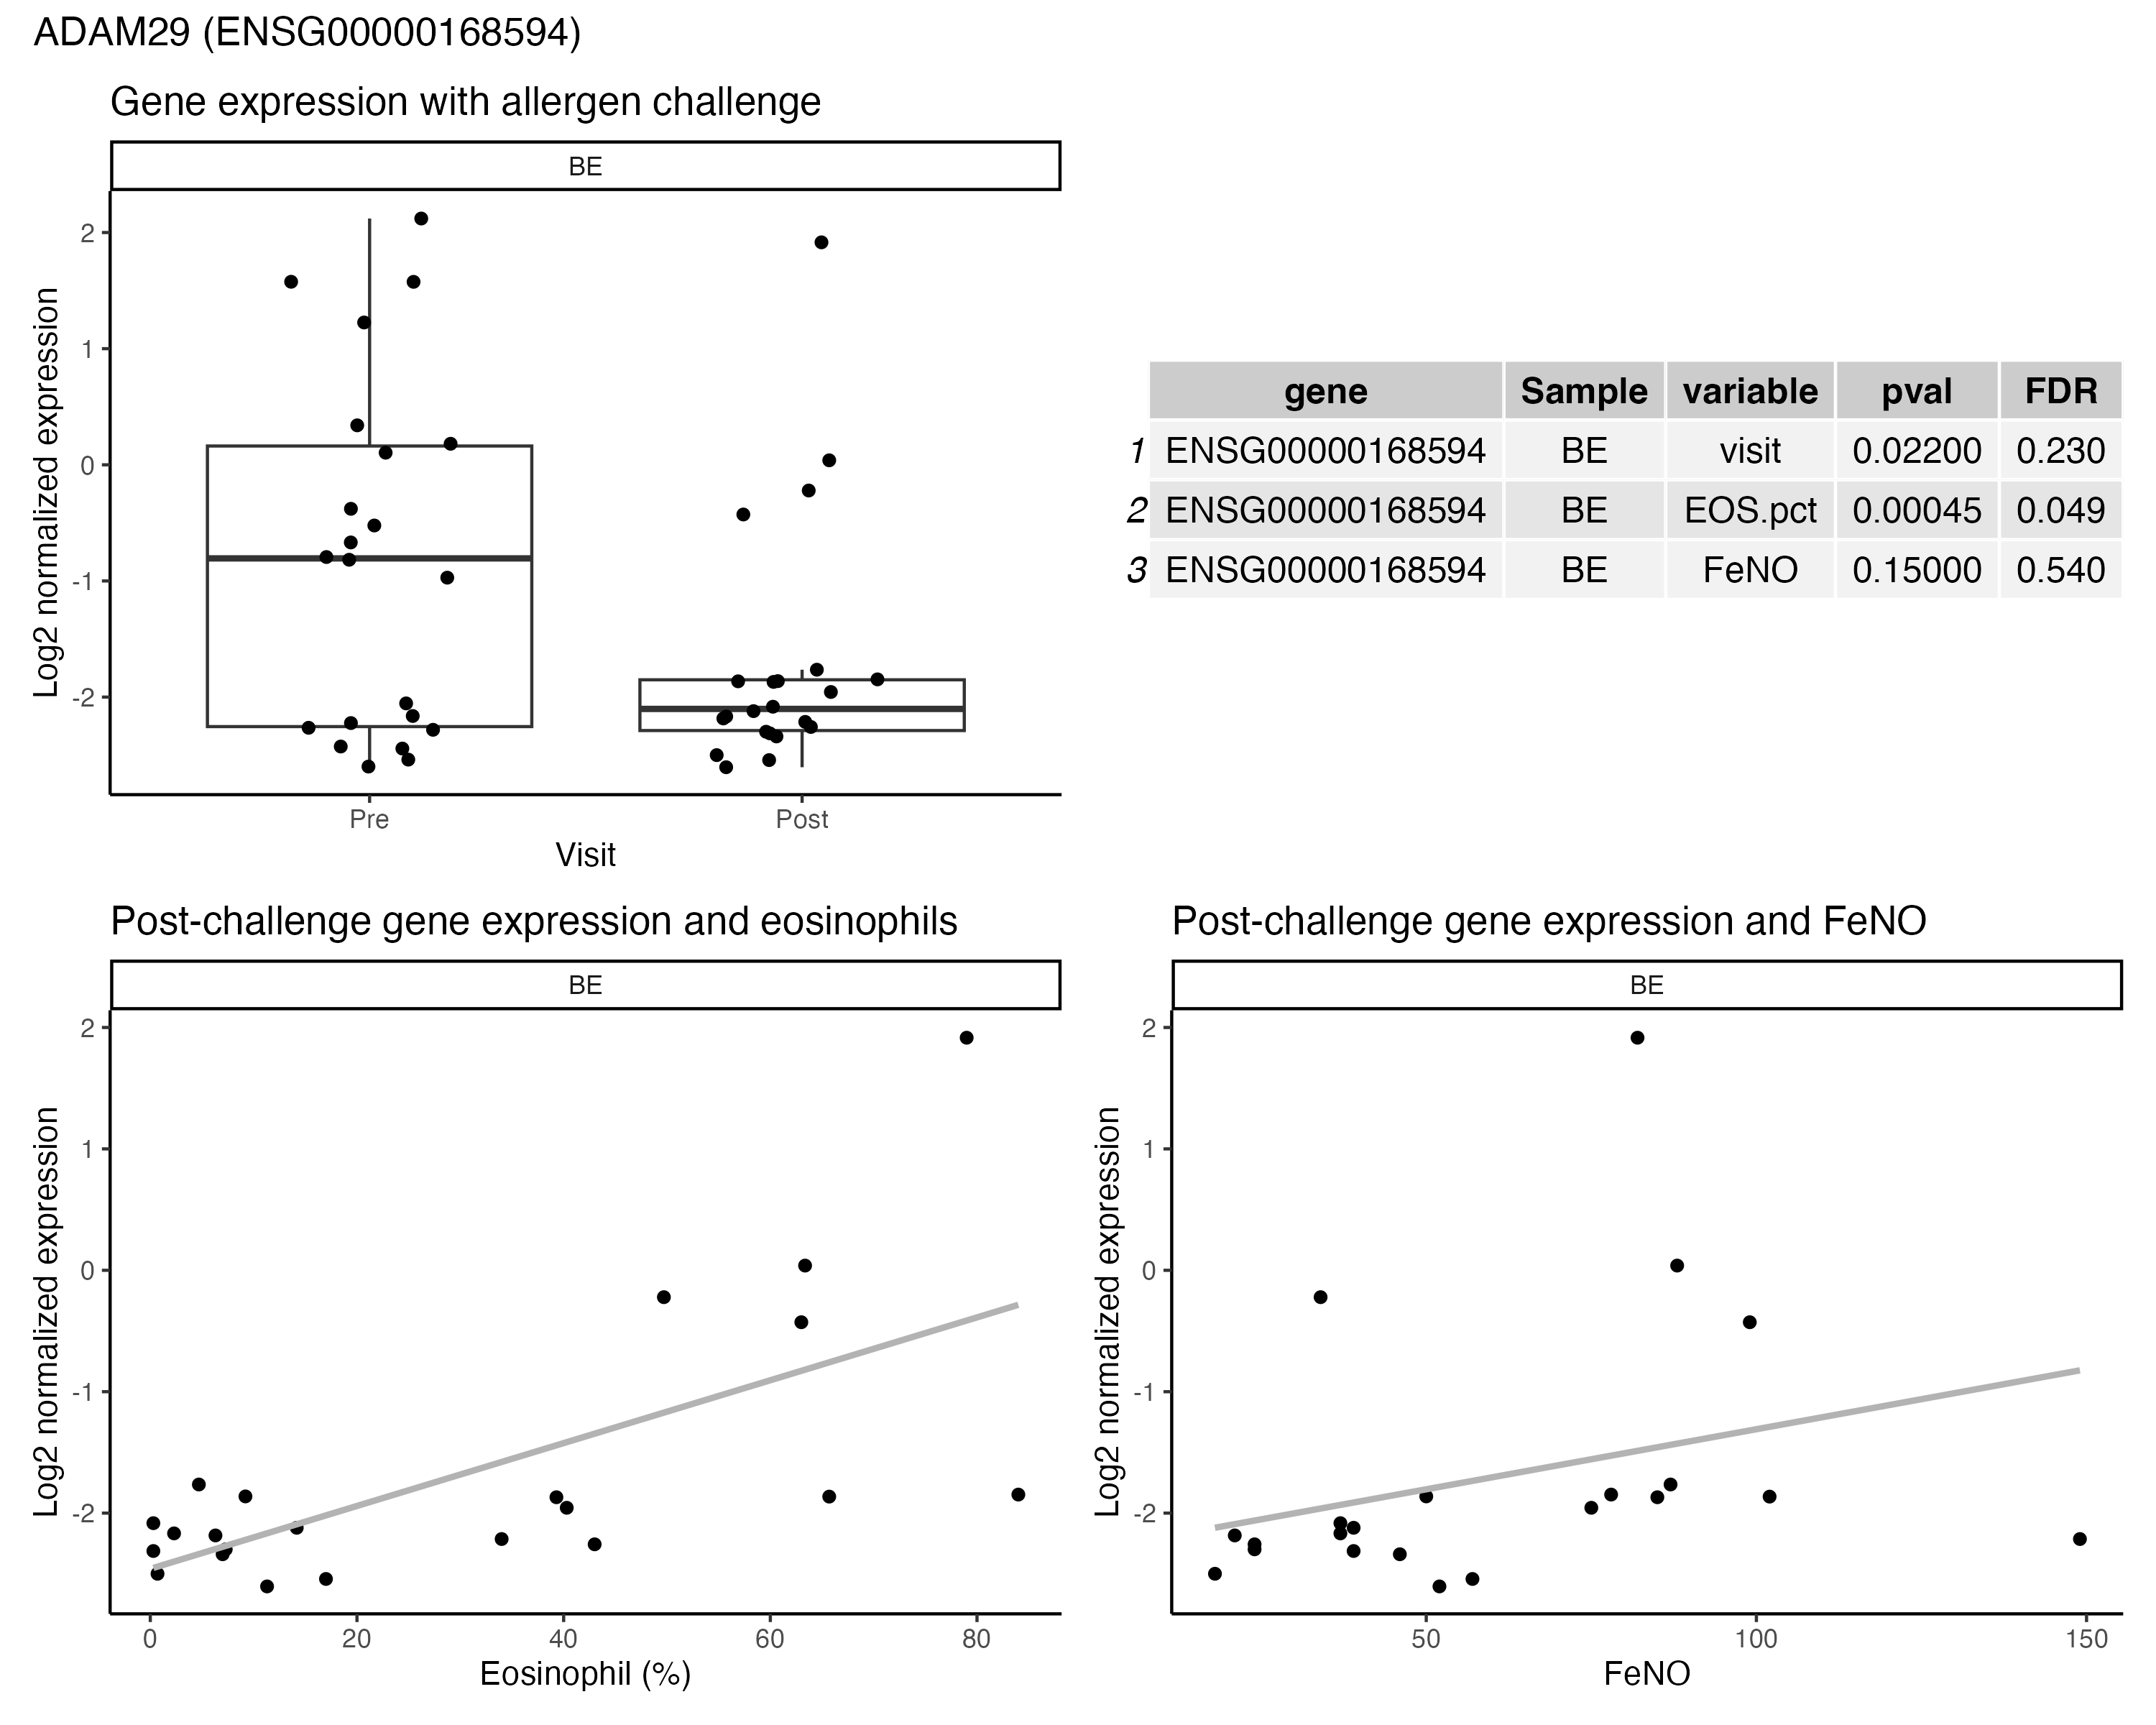 ADAM29 (ENSG00000168594)
Gene expression with allergen challenge
BE
Log2 normalized expression
2
1
0
-1
-2
Pre
Post
Visit
gene Sample variable pval FDR
1 ENSG00000168594 BE visit 0.02200 0.230
2 ENSG00000168594 BE EOS.pct 0.00045 0.049
3 ENSG00000168594 BE FeNO 0.15000 0.540
Post-challenge gene expression and eosinophils
BE
Log2 normalized expression
2
1
0
-1
-2
0 20 40 60 80
Eosinophil (%)
Post-challenge gene expression and FeNO
BE
Log2 normalized expression
2
1
0
-1
-2
50 100 150
FeNO